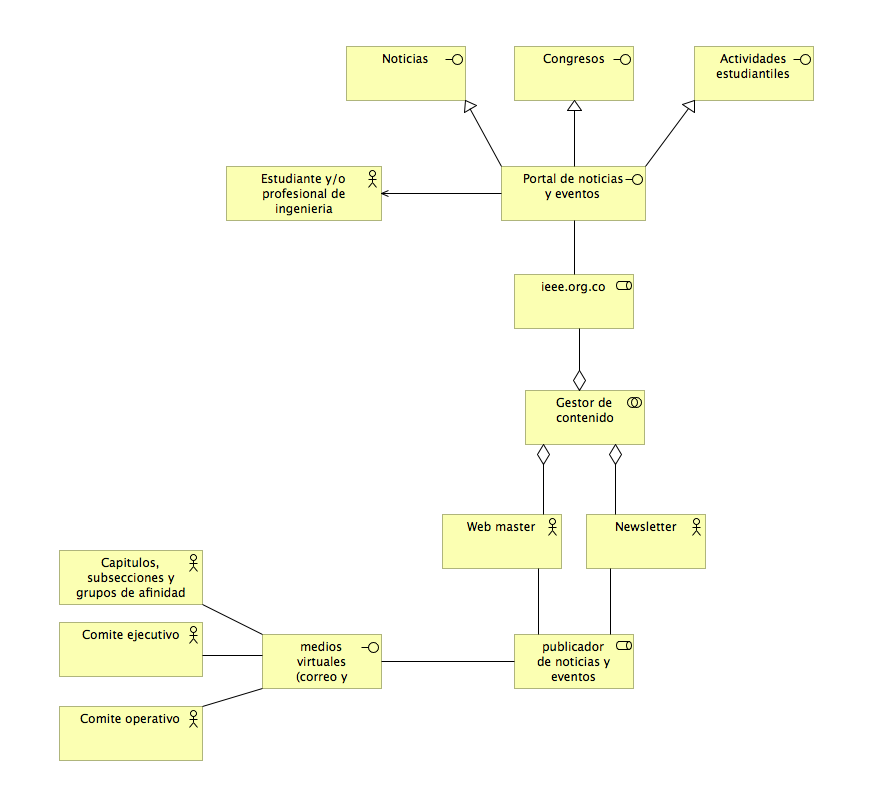 Noticias
Congresos
Actividades
estudiantiles
Estudiante y/o
profesional de
ingenieria
Portal de noticias
y eventos
ieee.org.co
Gestor de
contenido
Web master
Newsletter
Capitulos,
subsecciones y
grupos de afinidad
Comite ejecutivo
Comite operativo
medios
virtuales
(correo y
publicador
de noticias y
eventos